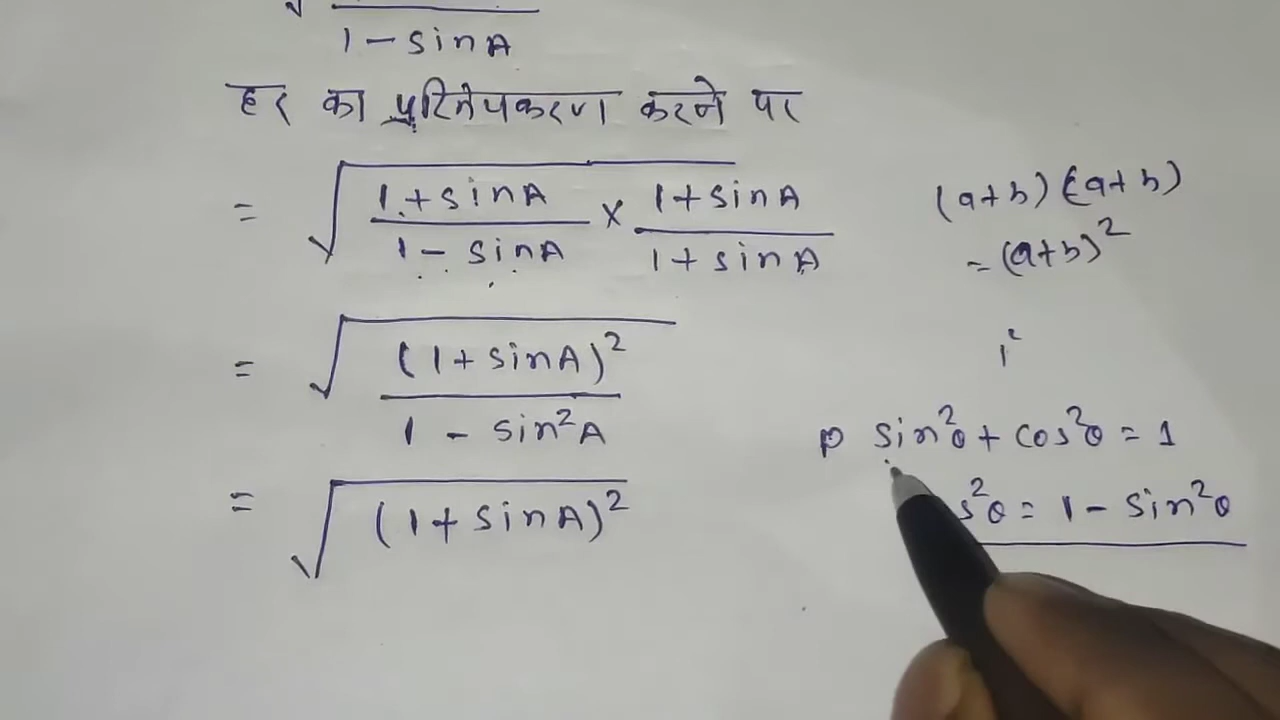 √ 1 - sinA
हर का परिमेयकरण करने पर
= √ (1 + sinA / 1 - sinA) × (1 + sinA / 1 + sinA)
(a+b) (a+b)
= (a+b)²
= √ (1 + sinA)² / 1 - sin²A
1²
P sin²θ + cos²θ = 1
s²θ = 1 - sin²θ
= √ (1 + sinA)²